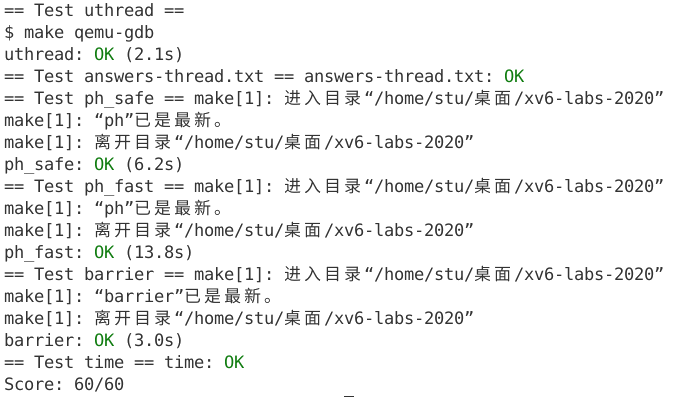 == Test uthread ==
$ make qemu-gdb
uthread: OK (2.1s)
== Test answers-thread.txt == answers-thread.txt: OK
== Test ph_safe == make[1]: 进入目录“/home/stu/桌面/xv6-labs-2020”
make[1]: “ph”已是最新。
make[1]: 离开目录“/home/stu/桌面/xv6-labs-2020”
ph_safe: OK (6.2s)
== Test ph_fast == make[1]: 进入目录“/home/stu/桌面/xv6-labs-2020”
make[1]: “ph”已是最新。
make[1]: 离开目录“/home/stu/桌面/xv6-labs-2020”
ph_fast: OK (13.8s)
== Test barrier == make[1]: 进入目录“/home/stu/桌面/xv6-labs-2020”
make[1]: “barrier”已是最新。
make[1]: 离开目录“/home/stu/桌面/xv6-labs-2020”
barrier: OK (3.0s)
== Test time == time: OK
Score: 60/60